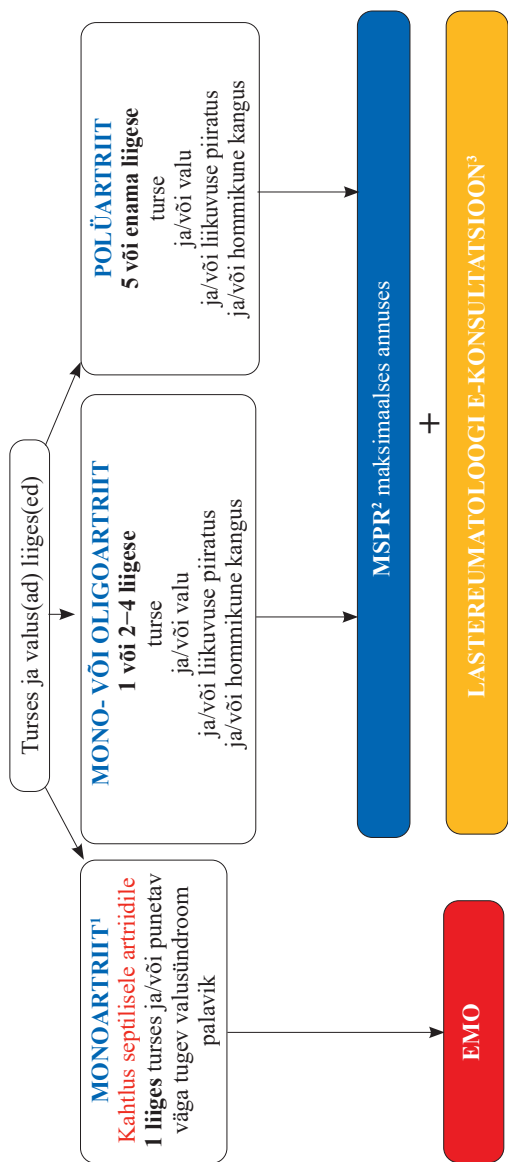 Turses ja valus(ad) liiges(ed)
MONOARTRIIT¹
Kahtlus septilisele artriidile
1 liiges turses ja/või punetav
väga tugev valusündroom
palavik
MONO- VÕI OLIGOARTRIIT
1 või 2–4 liigese
turse
ja/või valu
ja/või liikuvuse piiratus
ja/või hommikune kangus
POLÜARTRIIT
5 või enama liigese
turse
ja/või valu
ja/või liikuvuse piiratus
ja/või hommikune kangus
EMO
MSPR² maksimaalses annuses
+
LASTEREUMATOLOOGI E-KONSULTATSIOON³